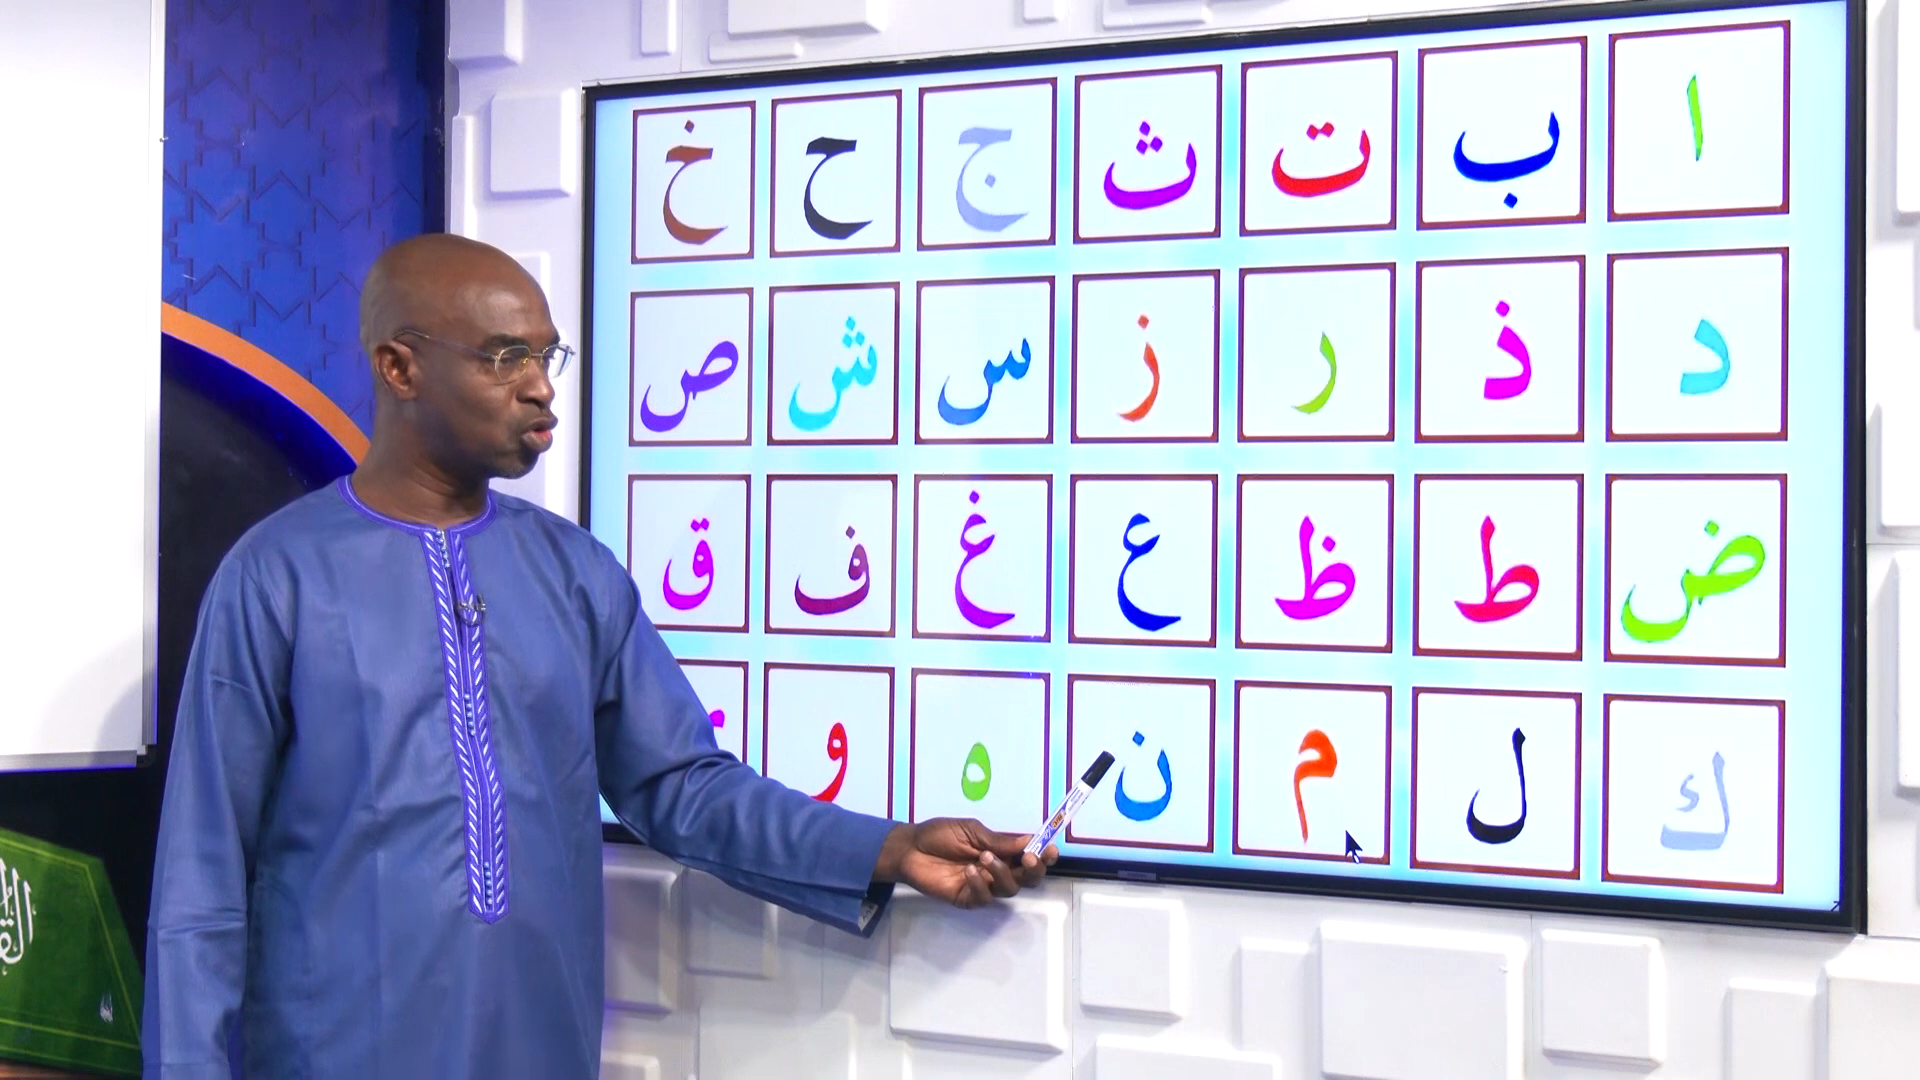 ا ب ت ث ج ح خ
د ذ ر ز س ش ص
ض ط ظ ع غ ف ق
ك ل م ن ه و